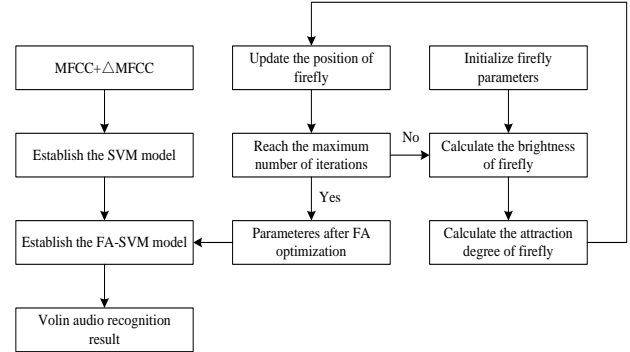 MFCC+△MFCC
Establish the SVM model
Establish the FA-SVM model
Volin audio recognition
result
Update the position of
firefly
Reach the maximum
number of iterations
No
Yes
Parameteres after FA
optimization
Initialize firefly
parameters
Calculate the brightness
of firefly
Calculate the attraction
degree of firefly